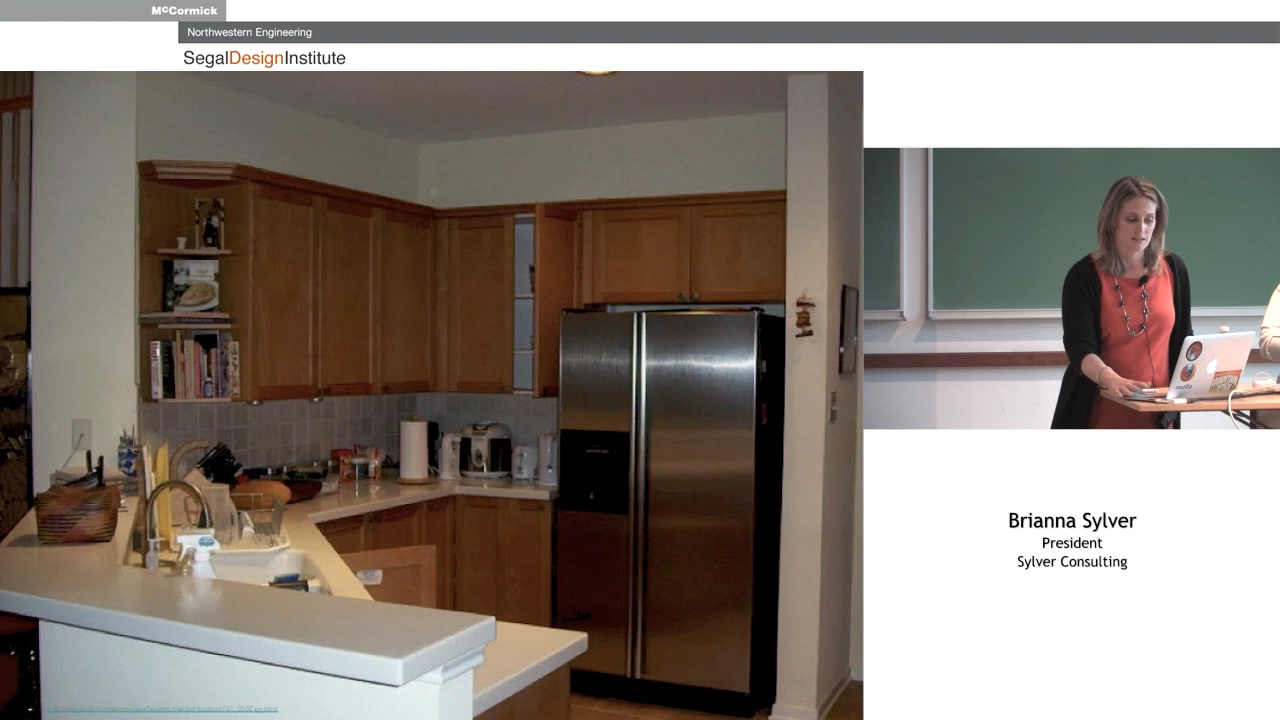 McCormick
Northwestern Engineering
SegalDesignInstitute
Brianna Sylver
President
Sylver Consulting